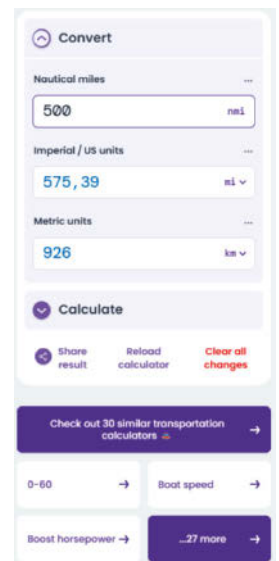 Convert
Nautical miles ...
500 nmi
Imperial / US units ...
575,39 mi
Metric units ...
926 km
Calculate
Share result
Reload calculator
Clear all changes
Check out 30 similar transportation
calculators
0-60 →
Boat speed →
Boost horsepower →
...27 more →